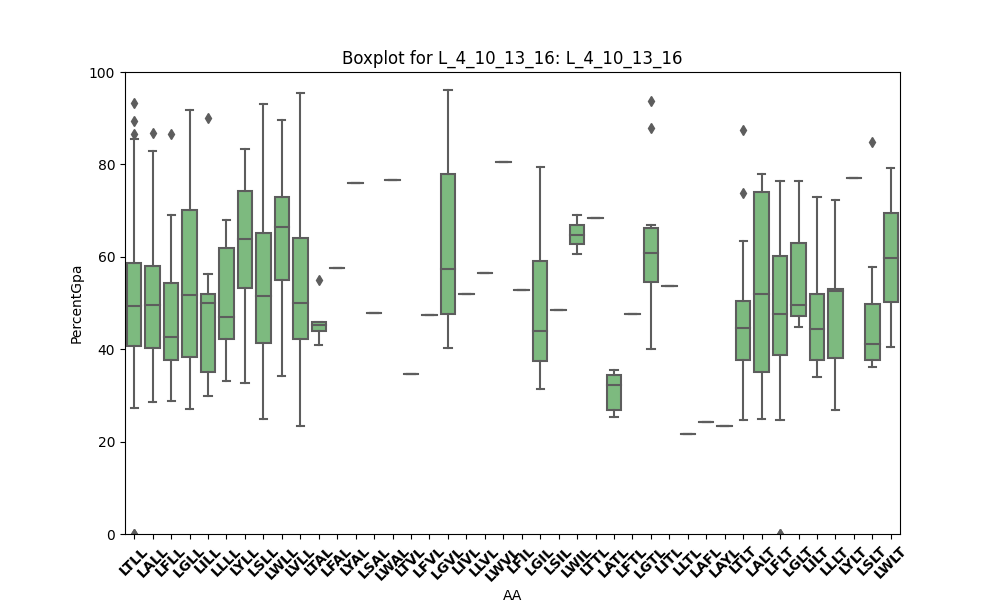 Boxplot for L_4_10_13_16: L_4_10_13_16
100
80
60
40
20
0
PercentGpa
LTLL LALL LFLL LGLL LILL LLLL LYLL LSLL LWLL LVLL LTAL LFAL LYAL LSAL LWAL LTVL LFVL LGVL LIVL LLVL LWVL LFIL LGIL LSIL LWIL LTTL LATL LFTL LGTL LITL LLTL LAFL LAYL LTLT LALT LFLT LGLT LILT LLLT LYLT LSLT LWLT
AA